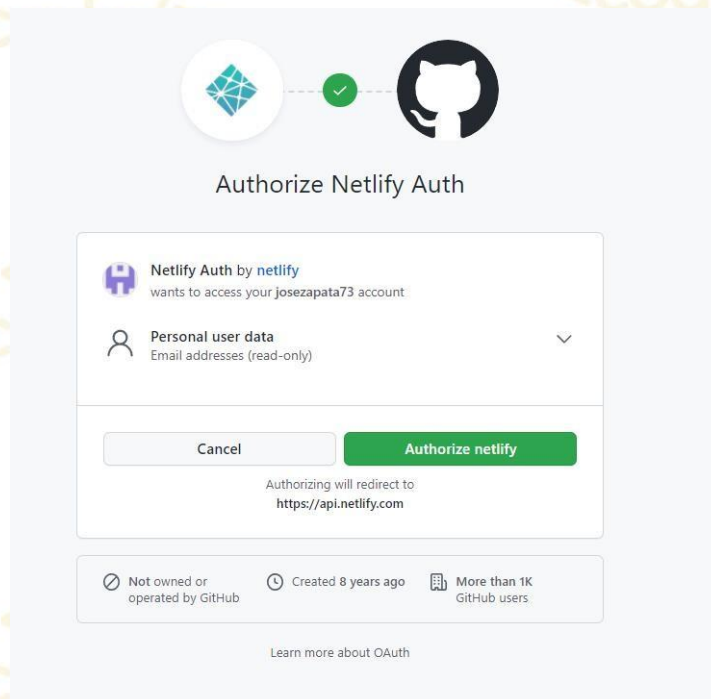 Authorize Netlify Auth
Netlify Auth by netlify
wants to access your josezapata73 account
Personal user data
Email addresses (read-only)
Cancel
Authorize netlify
Authorizing will redirect to
https://api.netlify.com
Not owned or
operated by GitHub
Created 8 years ago
More than 1K
GitHub users
Learn more about OAuth